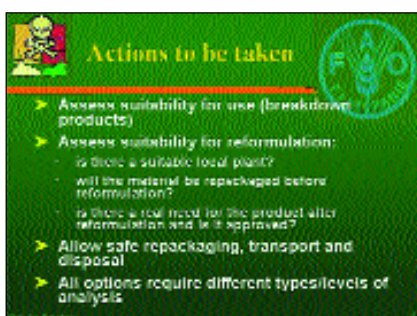 Actions to be taken
F A O
Assess suitability for use (breakdown
products)
Assess suitability for reformulation:
- is there a suitable local plant?
- will the material be repackaged before
reformulation?
- is there a real need for the product after
reformulation and is it approved?
Allow safe repackaging, transport and
disposal
All options require different types/levels of
analysis